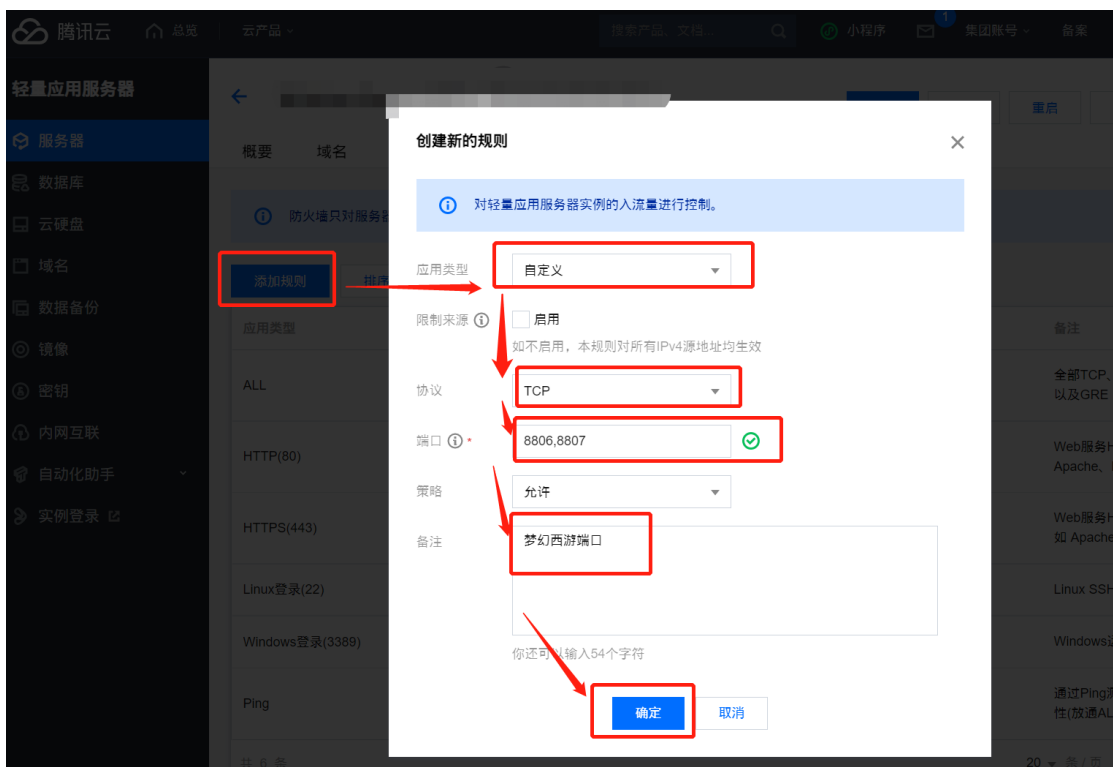 腾讯云 总览 云产品 搜索产品、文档... 小程序 1 集团账号 备案
轻量应用服务器
服务器
数据库
云硬盘
域名
数据备份
镜像
密钥
内网互联
自动化助手
实例登录
重启
概要 域名
防火墙只对服务器
添加规则 排序
应用类型 备注
ALL 全部TCP、
以及GRE
HTTP(80) Web服务H
Apache、
HTTPS(443) Web服务H
如 Apache
Linux登录(22) Linux SSH
Windows登录(3389) Windows
Ping 通过Ping
性(放通AL
共 6 条 20 条/页
创建新的规则
对轻量应用服务器实例的入流量进行控制。
应用类型 自定义
限制来源 启用
如不启用，本规则对所有IPv4源地址均生效
协议 TCP
端口 * 8806,8807
策略 允许
备注 梦幻西游端口
你还可以输入54个字符
确定 取消